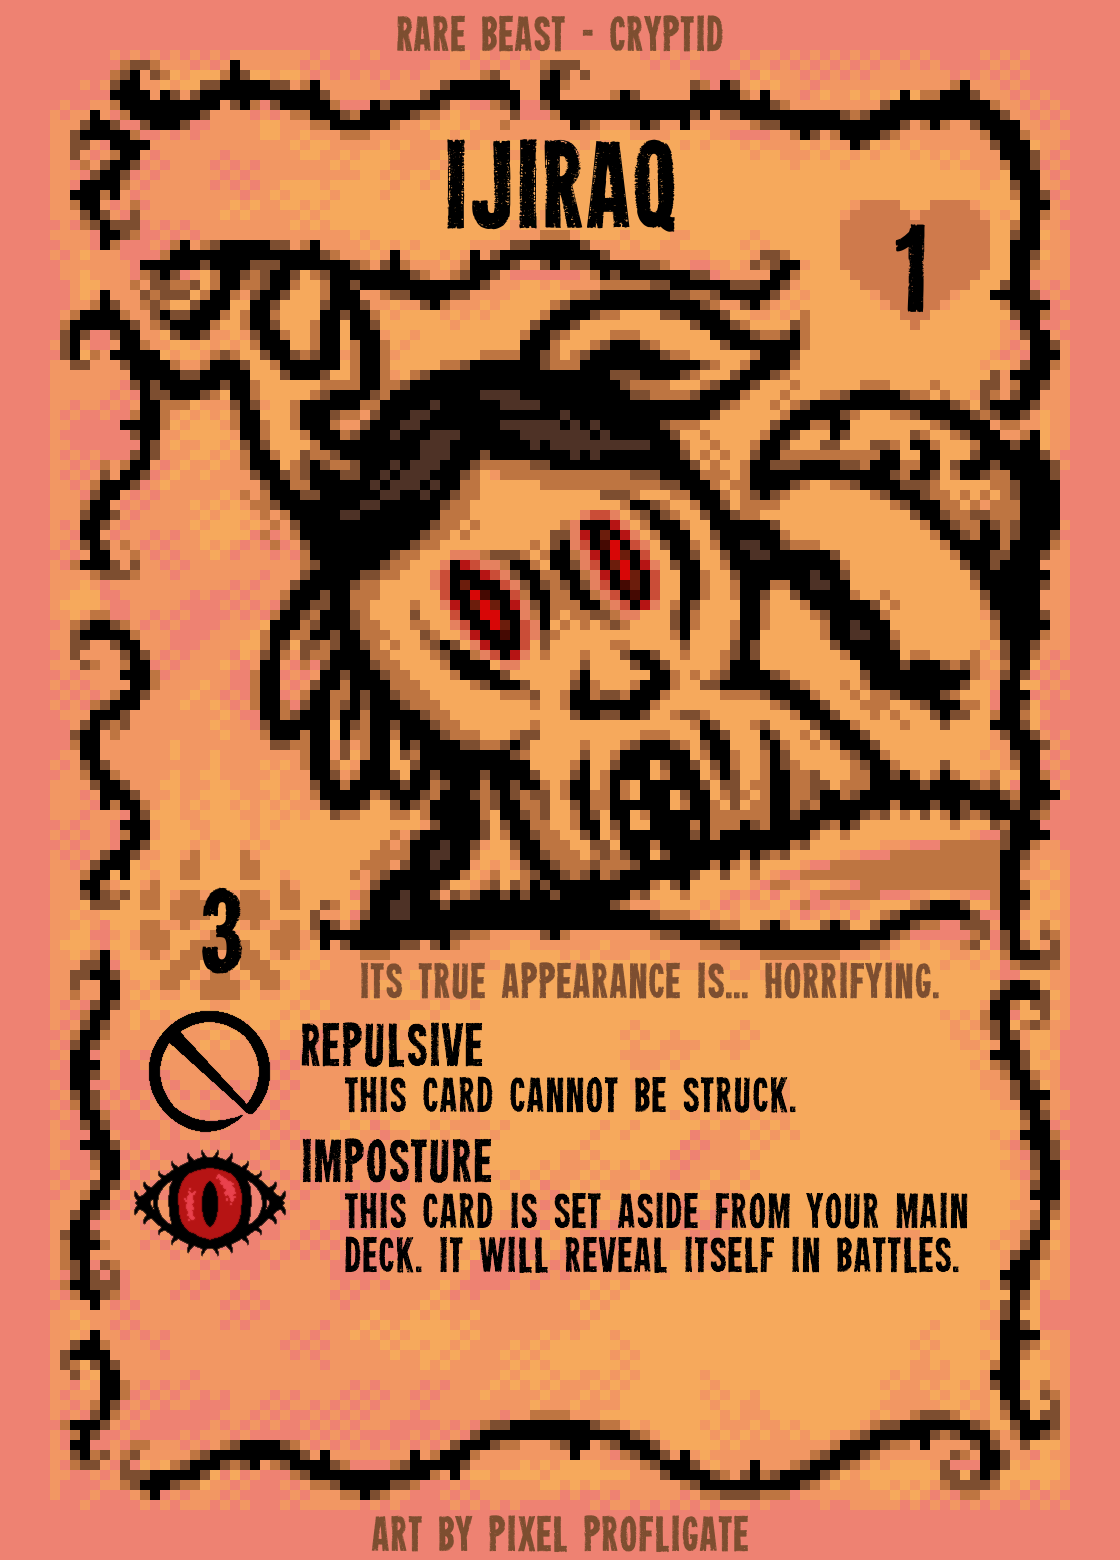 RARE BEAST - CRYPTID
IJIRAQ
1
3
ITS TRUE APPEARANCE IS... HORRIFYING.
REPULSIVE
THIS CARD CANNOT BE STRUCK.
IMPOSTURE
THIS CARD IS SET ASIDE FROM YOUR MAIN
DECK. IT WILL REVEAL ITSELF IN BATTLES.
ART BY PIXEL PROFLIGATE